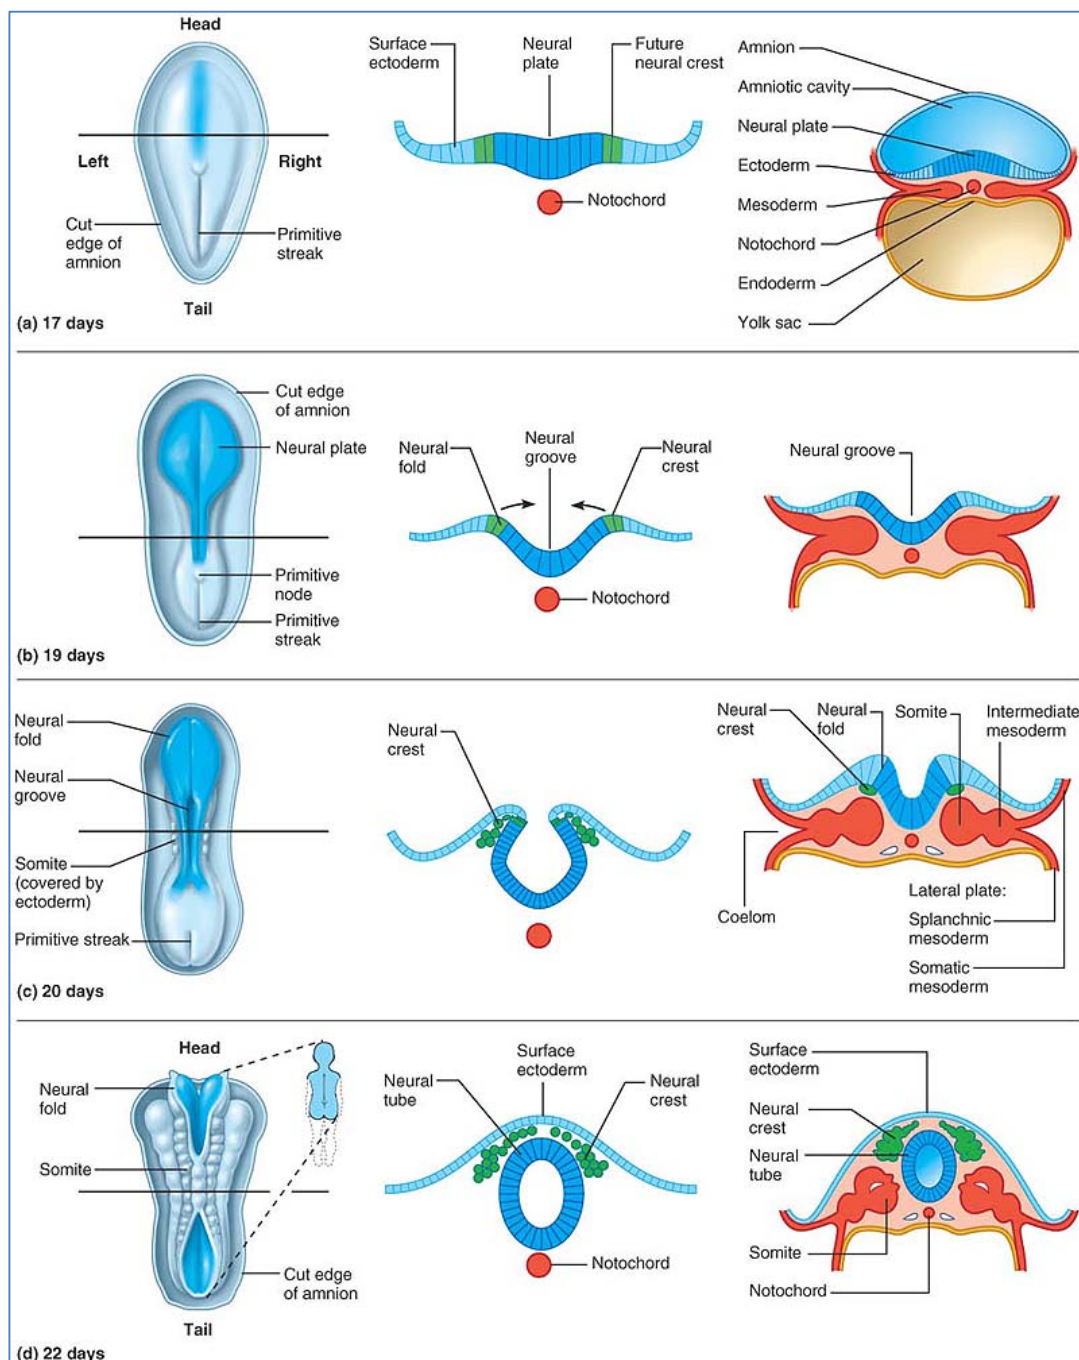 Head
Left
Right
Cut
edge of
amnion
Primitive
streak
Tail
(a) 17 days
Surface
ectoderm
Neural
plate
Future
neural crest
Notochord
Amnion
Amniotic cavity
Neural plate
Ectoderm
Mesoderm
Notochord
Endoderm
Yolk sac
Cut edge
of amnion
Neural plate
Primitive
node
Primitive
streak
(b) 19 days
Neural
fold
Neural
groove
Neural
crest
Notochord
Neural groove
Neural
fold
Neural
groove
Somite
(covered by
ectoderm)
Primitive streak
(c) 20 days
Neural
crest
Neural
crest
Neural
fold
Somite
Intermediate
mesoderm
Coelom
Lateral plate:
Splanchnic
mesoderm
Somatic
mesoderm
Head
Neural
fold
Somite
Cut edge
of amnion
Tail
(d) 22 days
Neural
tube
Surface
ectoderm
Neural
crest
Notochord
Surface
ectoderm
Neural
crest
Neural
tube
Somite
Notochord